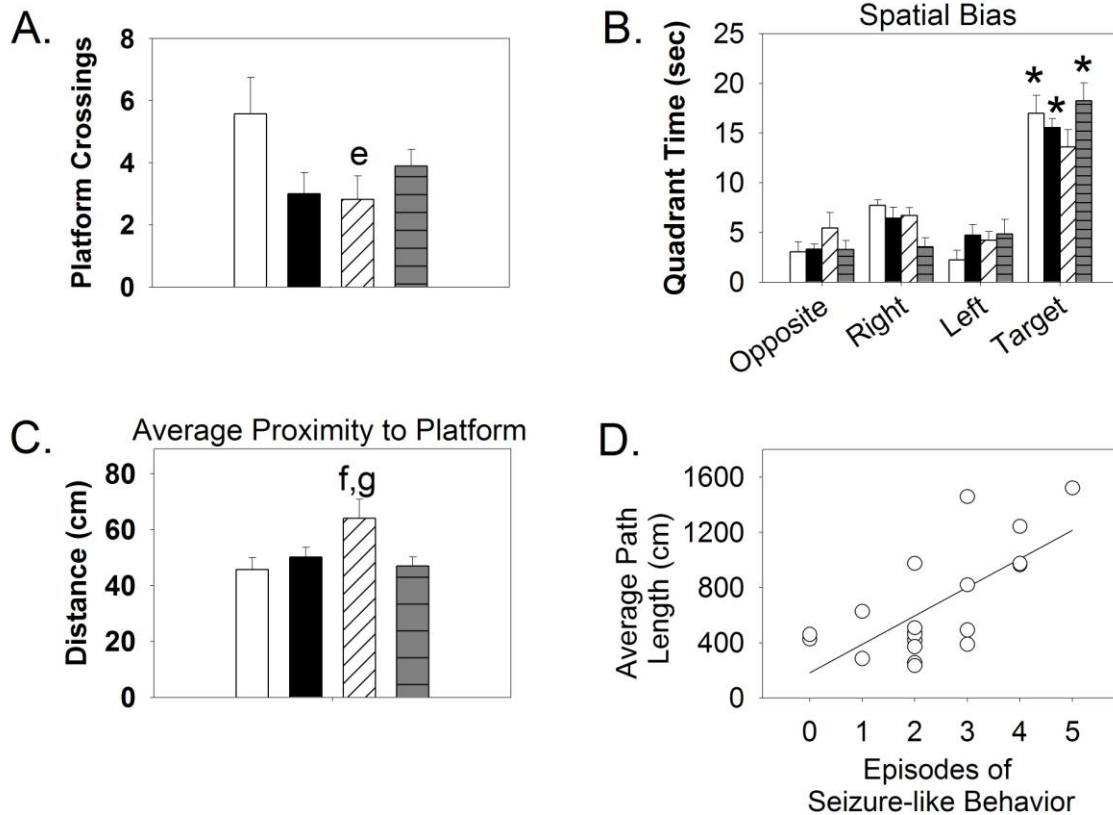 A.
Platform Crossings
8
6
4
2
0
e
B.
Spatial Bias
Quadrant Time (sec)
25
20
15
10
5
0
* * *
Opposite
Right
Left
Target
C.
Average Proximity to Platform
Distance (cm)
80
60
40
20
0
f,g
D.
Average Path
Length (cm)
1600
1200
800
400
0
0 1 2 3 4 5
Episodes of
Seizure-like Behavior